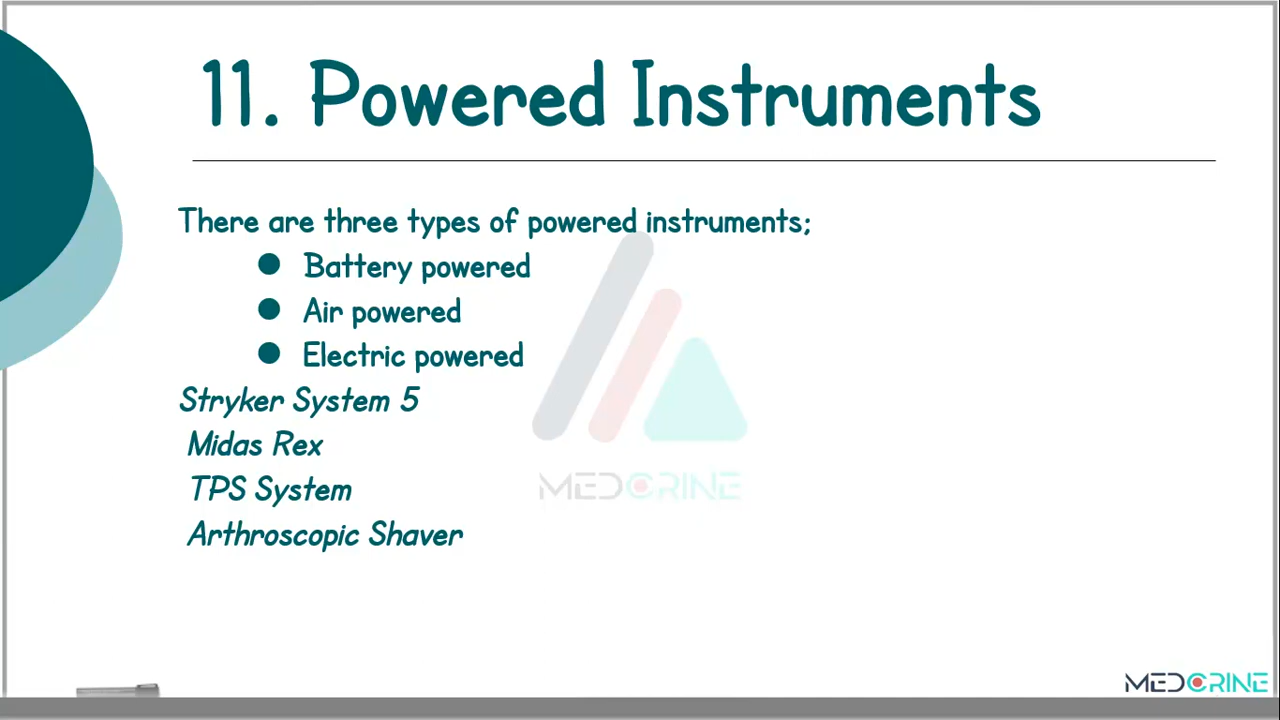 11. Powered Instruments
There are three types of powered instruments;
● Battery powered
● Air powered
● Electric powered
Stryker System 5
Midas Rex
TPS System
Arthroscopic Shaver
MEDCRINE
MEDCRINE